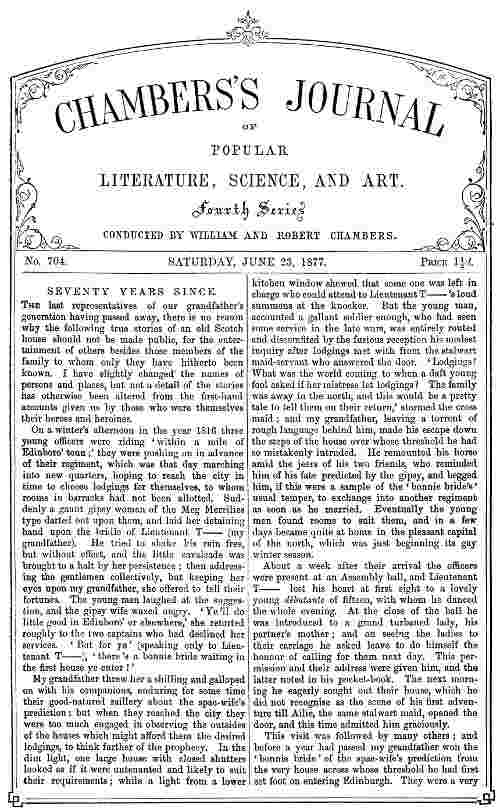 CHAMBERS'S JOURNAL
OF
POPULAR
LITERATURE, SCIENCE, AND ART.
Fourth Series
CONDUCTED BY WILLIAM AND ROBERT CHAMBERS.
No. 704.
SATURDAY, JUNE 23, 1877.
PRICE 1½d.
SEVENTY YEARS SINCE.
THE last representatives of our grandfather's
generation having passed away, there is no reason
why the following true stories of an old Scotch
house should not be made public, for the enter-
tainment of others besides those members of the
family to whom only they have hitherto been
known. I have slightly changed the names of
persons and places, but not a detail of the stories
has otherwise been altered from the first-hand
accounts given us by those who were themselves
their heroes and heroines.
On a winter's afternoon in the year 1816 three
young officers were riding 'within a mile of
Edinboro' toun;' they were pushing on in advance
of their regiment, which was that day marching
into new quarters, hoping to reach the city in
time to choose lodgings for themselves, to whom
rooms in barracks had not been allotted. Sud-
denly a gaunt gipsy woman of the Meg Merrilies
type darted out upon them, and laid her detaining
hand upon the bridle of Lieutenant T—— (my
grandfather). He tried to shake his rein free,
but without effect, and the little cavalcade was
brought to a halt by her persistence; then address-
ing the gentlemen collectively, but keeping her
eyes upon my grandfather, she offered to tell their
fortunes. The young man laughed at the sugges-
tion, and the gipsy wife waxed angry. 'Ye'll do
little good in Edinboro' or elsewhere,' she retorted
roughly to the two captains who had declined her
services. 'But for ye' (speaking only to Lieu-
tenant T——), 'there's a bonnie bride waiting in
the first house ye enter!'
My grandfather threw her a shilling and galloped
on with his companions, enduring for some time
their good-natured raillery about the spae-wife's
prediction; but when they reached the city they
were too much engaged in observing the outsides
of the houses which might afford them the desired
lodgings, to think farther of the prophecy. In the
dim light, one large house with closed shutters
looked as if it were untenanted and likely to suit
their requirements; while a light from a lower
kitchen window shewed that some one was left in
charge who could attend to Lieutenant T——'s loud
summons at the knocker. But the young man,
accounted a gallant soldier enough, who had seen
some service in the late wars, was entirely routed
and discomfited by the furious reception his modest
inquiry after lodgings met with from the stalwart
maid-servant who answered the door. 'Lodgings!
What was the world coming to when a daft young
fool asked if her mistress let lodgings? The family
was away in the north, and this would be a pretty
tale to tell them on their return,' stormed the cross
maid; and my grandfather, leaving a torrent of
rough language behind him, made his escape down
the steps of the house over whose threshold he had
so mistakenly intruded. He remounted his horse
amid the jeers of his two friends, who reminded
him of his fate predicted by the gipsy, and begged
him, if this were a sample of the 'bonnie bride's'
usual temper, to exchange into another regiment
as soon as he married. Eventually the young
men found rooms to suit them, and in a few
days became quite at home in the pleasant capital
of the north, which was just beginning its gay
winter season.
About a week after their arrival the officers
were present at an Assembly ball, and Lieutenant
T—— lost his heart at first sight to a lovely
young débutante of fifteen, with whom he danced
the whole evening. At the close of the ball he
was introduced to a grand turbaned lady, his
partner's mother; and on seeing the ladies to
their carriage he asked leave to do himself the
honour of calling for them next day. This per-
mission and their address were given him, and the
latter noted in his pocket-book. The next morn-
ing he eagerly sought out their house, which he
did not recognise as the scene of his first adven-
ture till Ailie, the same stalwart maid, opened the
door, and this time admitted him graciously.
This visit was followed by many others; and
before a year had passed my grandfather won the
'bonnie bride' of the spae-wife's prediction from
the very house across whose threshold he had first
set foot on entering Edinburgh. They were a very